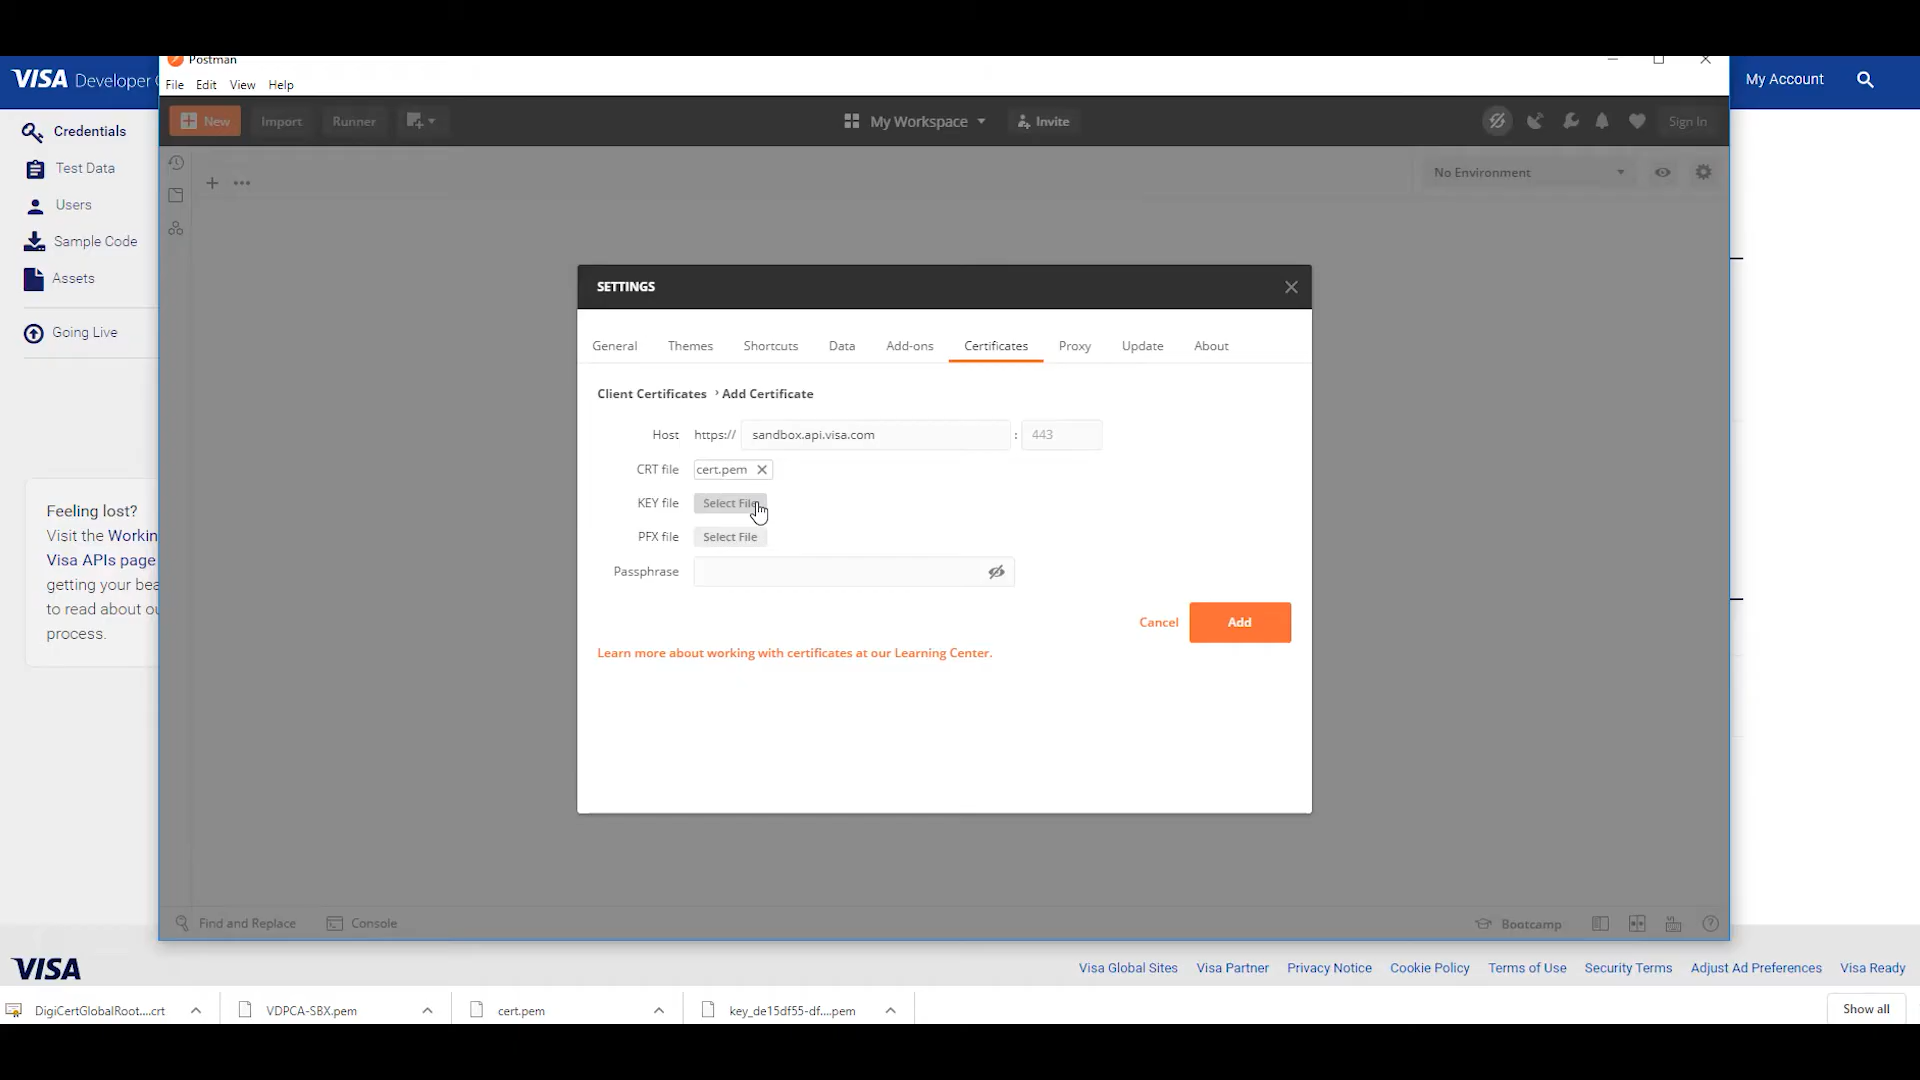 Postman
VISA Developer
My Account
File Edit View Help
New Import Runner My Workspace Invite Sign In
Credentials
Test Data
Users
Sample Code
Assets
Going Live
No Environment
SETTINGS
General Themes Shortcuts Data Add-ons Certificates Proxy Update About
Client Certificates › Add Certificate
Host https:// sandbox.api.visa.com : 443
CRT file cert.pem
KEY file Select File
PFX file Select File
Passphrase
Cancel Add
Learn more about working with certificates at our Learning Center.
Feeling lost?
Visit the Workin
Visa APIs page
getting your bea
to read about ou
process.
Find and Replace Console Bootcamp
VISA
Visa Global Sites Visa Partner Privacy Notice Cookie Policy Terms of Use Security Terms Adjust Ad Preferences Visa Ready
DigiCertGlobalRoot....crt VDPCA-SBX.pem cert.pem key_de15df55-df....pem Show all